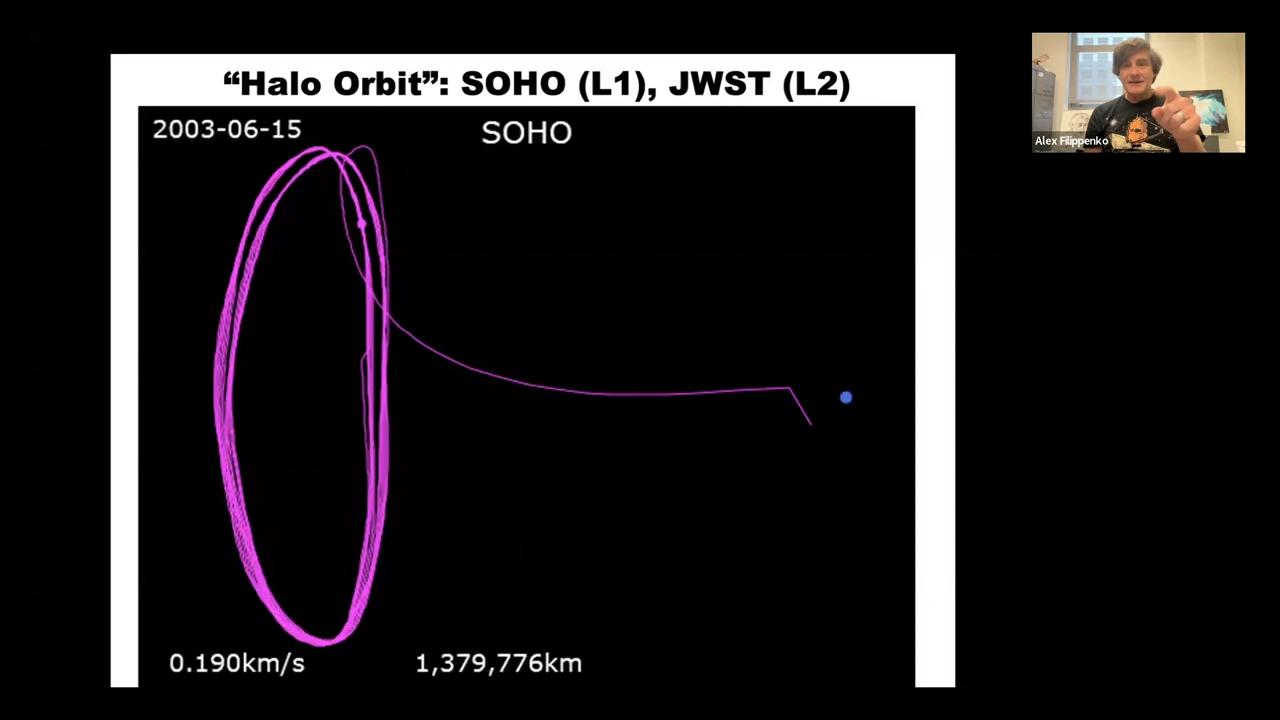 “Halo Orbit”: SOHO (L1), JWST (L2)
2003-06-15
SOHO
Alex Filippenko
0.190km/s
1,379,776km